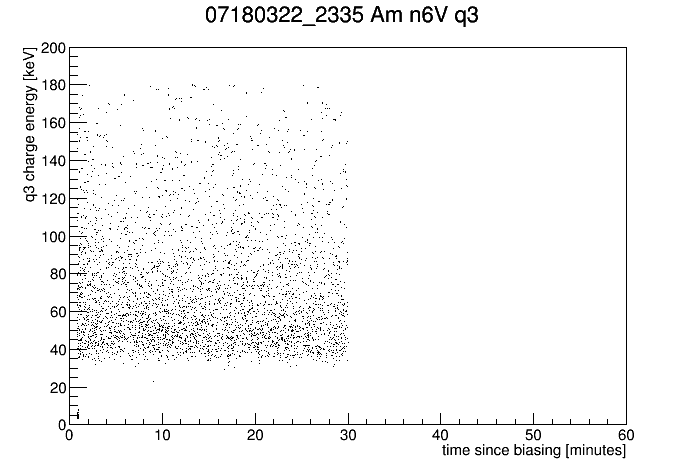 07180322_2335 Am n6V q3
q3 charge energy [keV]
200
180
160
140
120
100
80
60
40
20
0
0 10 20 30 40 50 60
time since biasing [minutes]